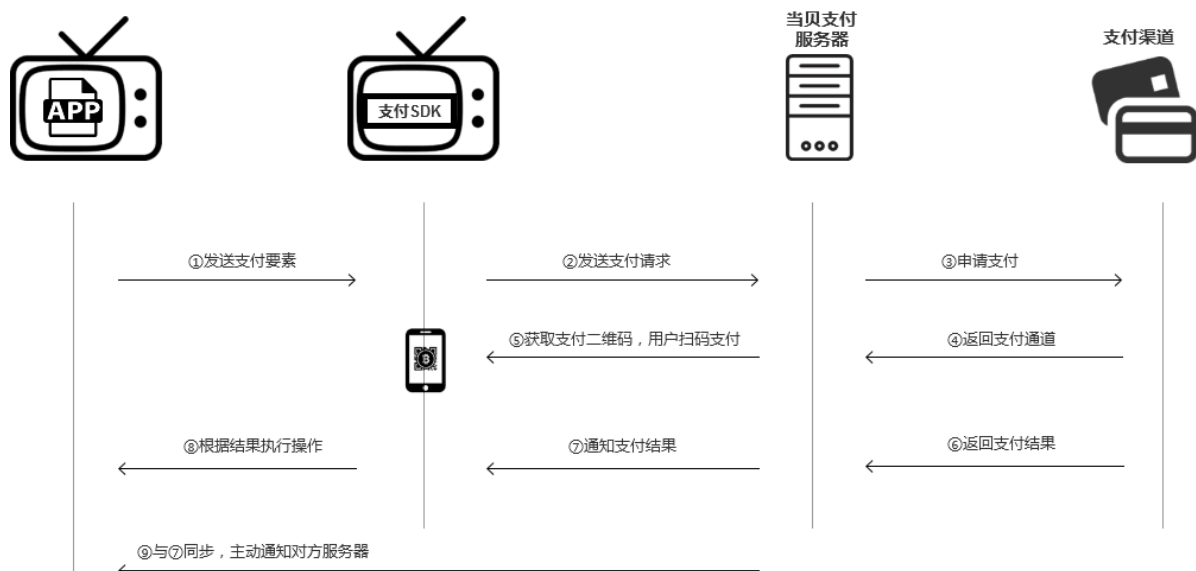 当贝支付
服务器
支付渠道
APP
支付SDK
①发送支付要素
②发送支付请求
③申请支付
⑤获取支付二维码，用户扫码支付
④返回支付通道
⑧根据结果执行操作
⑦通知支付结果
⑥返回支付结果
⑨与⑦同步，主动通知对方服务器